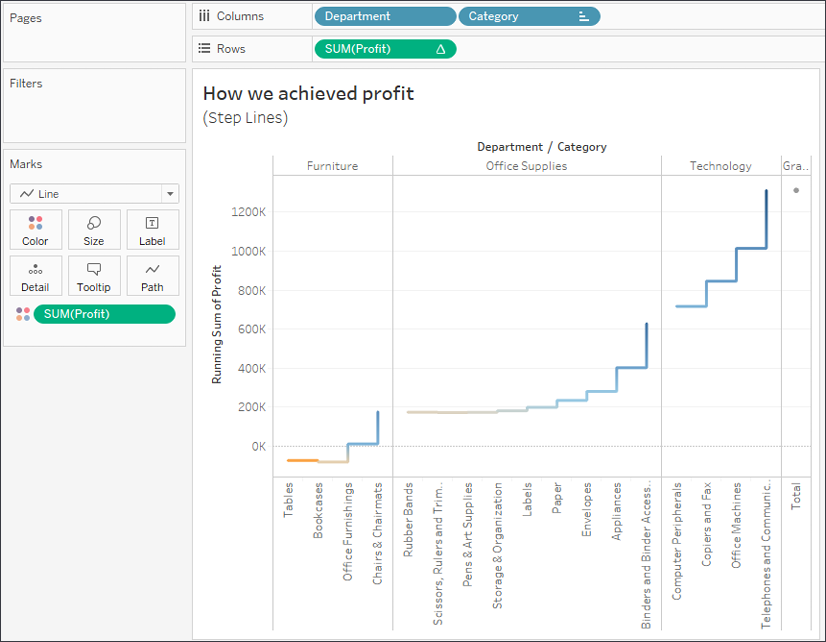 Pages
Columns
Department
Category
Rows
SUM(Profit)
Filters
Marks
Line
Color
Size
Label
Detail
Tooltip
Path
SUM(Profit)
How we achieved profit
(Step Lines)
Department / Category
Furniture
Office Supplies
Technology
Gra..
Running Sum of Profit
1200K
1000K
800K
600K
400K
200K
0K
Tables
Bookcases
Office Furnishings
Chairs & Chairmats
Rubber Bands
Scissors, Rulers and Trim..
Pens & Art Supplies
Storage & Organization
Labels
Paper
Envelopes
Appliances
Binders and Binder Access..
Computer Peripherals
Copiers and Fax
Office Machines
Telephones and Communic..
Total